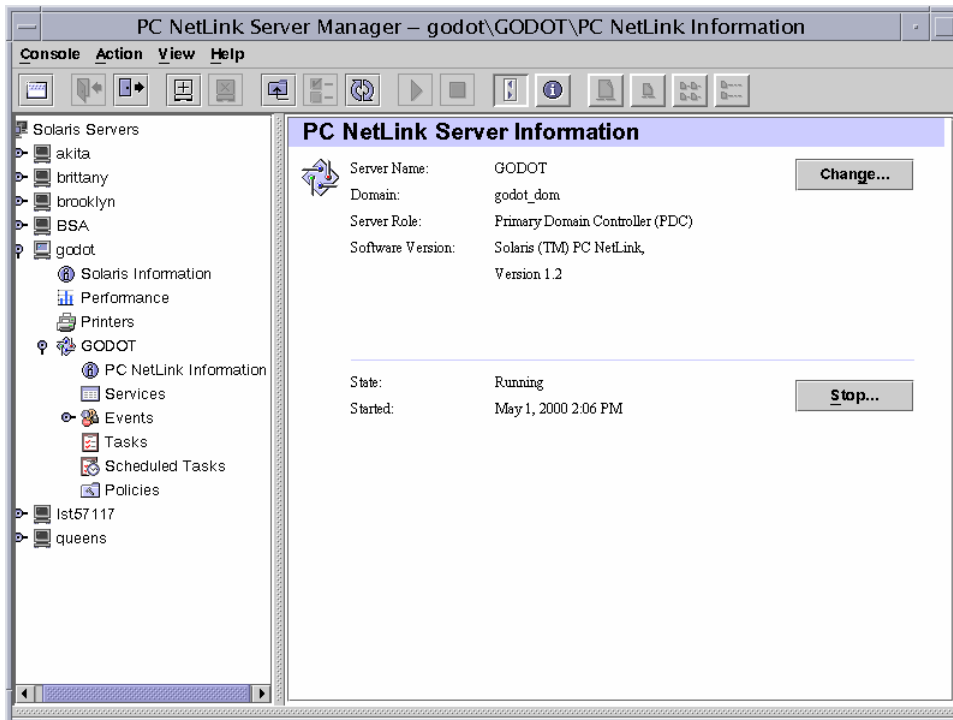 PC NetLink Server Manager – godot\GODOT\PC NetLink Information
Console Action View Help
Solaris Servers
akita
brittany
brooklyn
BSA
godot
Solaris Information
Performance
Printers
GODOT
PC NetLink Information
Services
Events
Tasks
Scheduled Tasks
Policies
lst57117
queens
PC NetLink Server Information
Server Name: GODOT
Change...
Domain: godot_dom
Server Role: Primary Domain Controller (PDC)
Software Version: Solaris (TM) PC NetLink,
Version 1.2
State: Running
Stop...
Started: May 1, 2000 2:06 PM